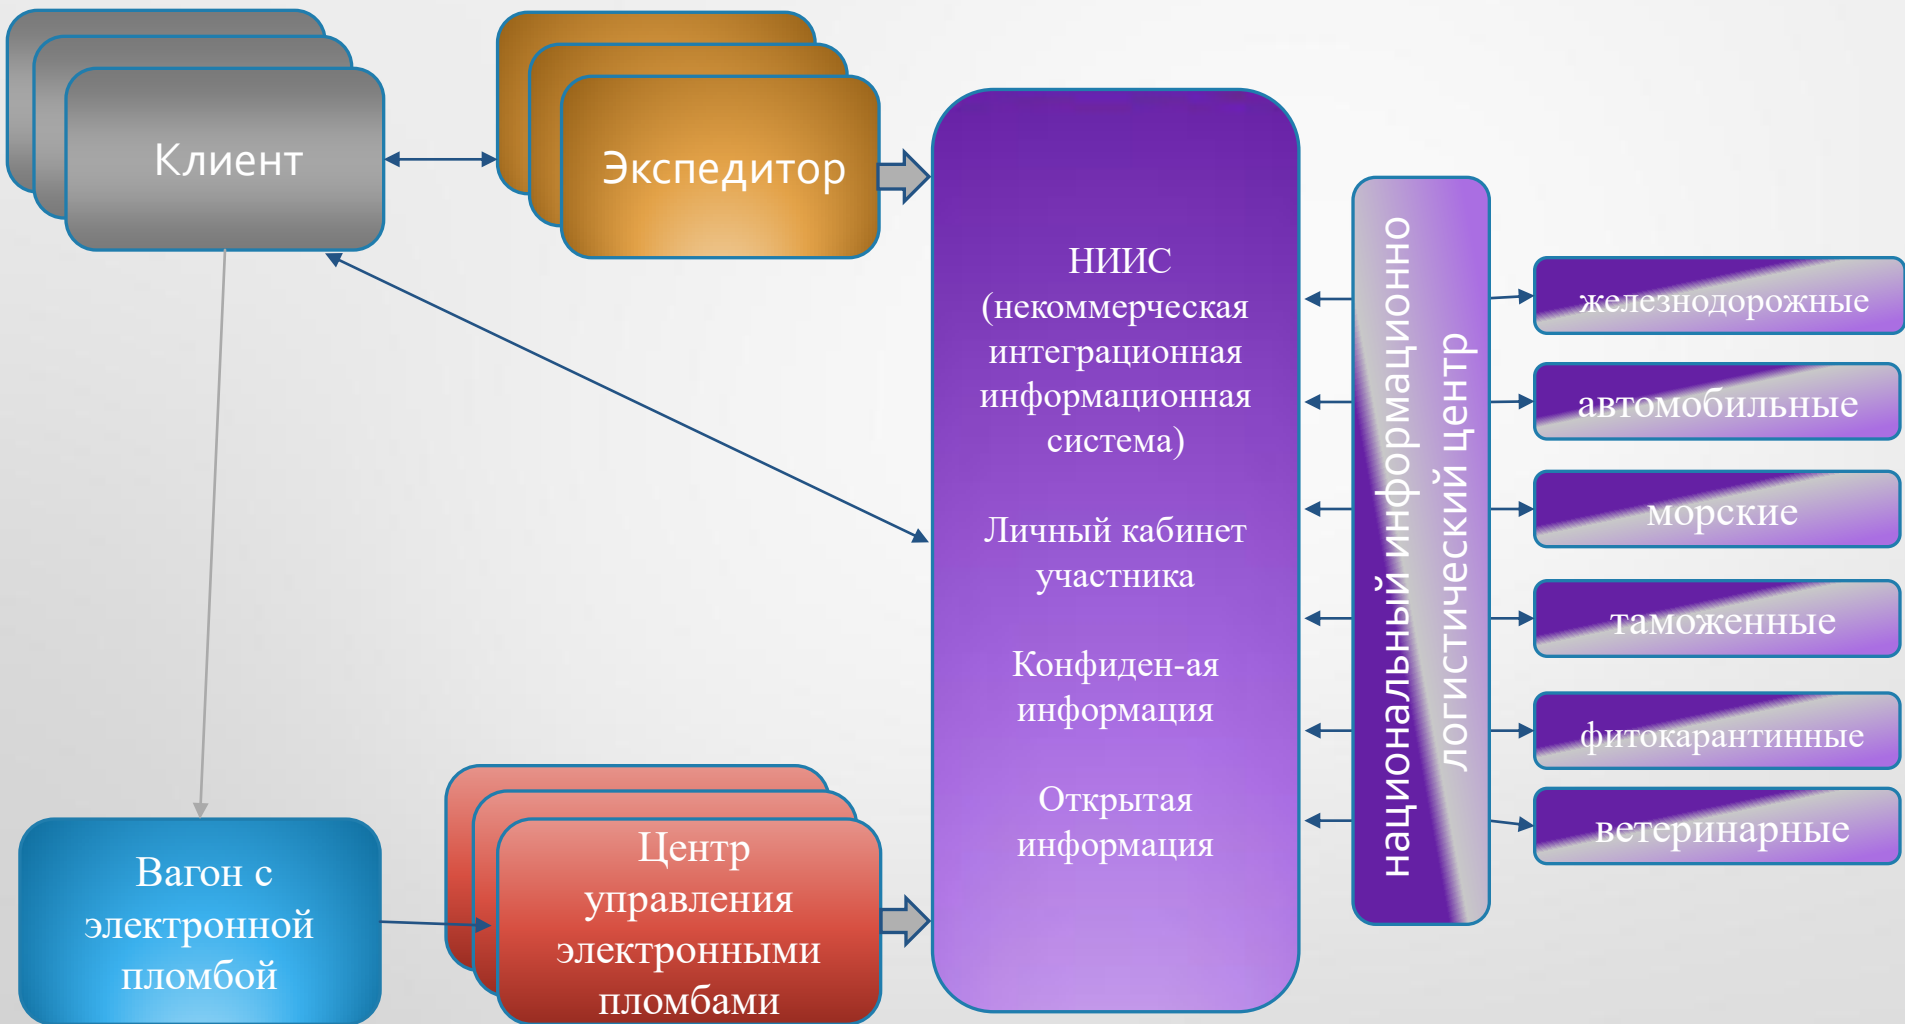 Клиент
Экспедитор
НИИС
(некоммерческая
интеграционная
информационная
система)
Личный кабинет
участника
Конфиден-ая
информация
Открытая
информация
национальный информационно
логистический центр
железнодорожные
автомобильные
морские
таможенные
фитокарантинные
ветеринарные
Вагон с
электронной
пломбой
Центр
управления
электронными
пломбами